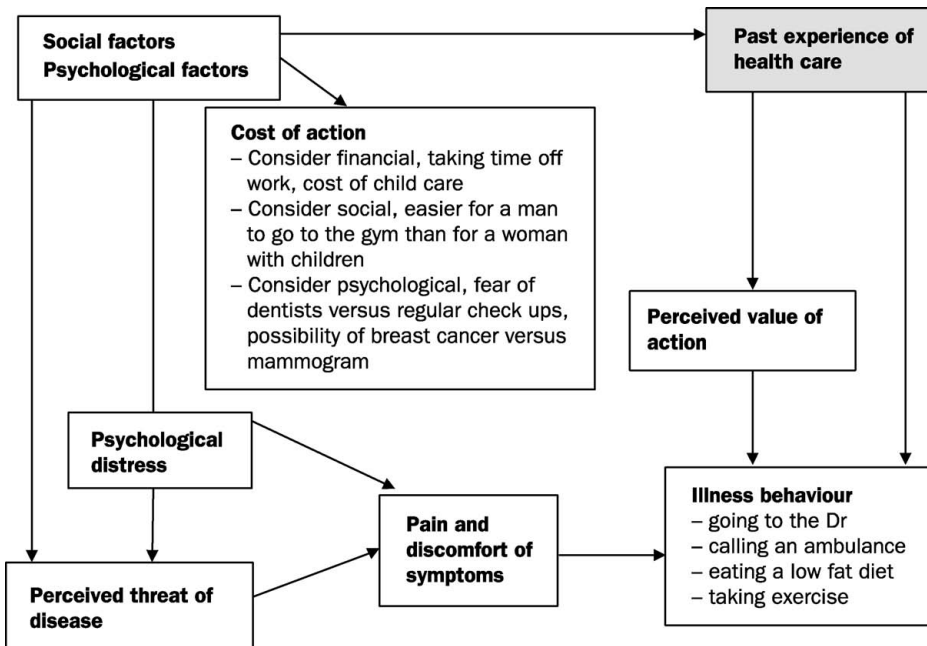 Social factors
Psychological factors
Past experience of
health care
Cost of action
– Consider financial, taking time off
work, cost of child care
– Consider social, easier for a man
to go to the gym than for a woman
with children
– Consider psychological, fear of
dentists versus regular check ups,
possibility of breast cancer versus
mammogram
Perceived value of
action
Psychological
distress
Pain and
discomfort of
symptoms
Illness behaviour
– going to the Dr
– calling an ambulance
– eating a low fat diet
– taking exercise
Perceived threat of
disease